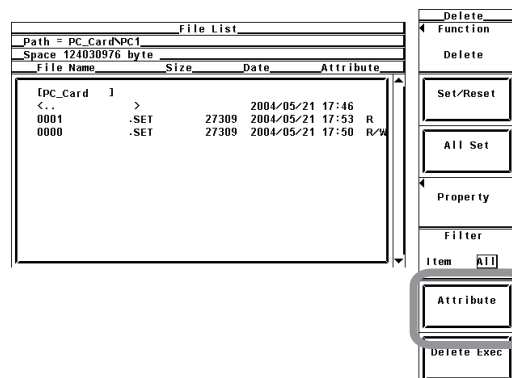 File List
Path = PC_Card\PC1
Space 124030976 byte
File Name Size Date Attribute
[PC_Card ]
<.. > 2004/05/21 17:46
0001 .SET 27309 2004/05/21 17:53 R
0000 .SET 27309 2004/05/21 17:50 R/W
Delete
Function
Delete
Set/Reset
All Set
Property
Filter
Item All
Attribute
Delete Exec